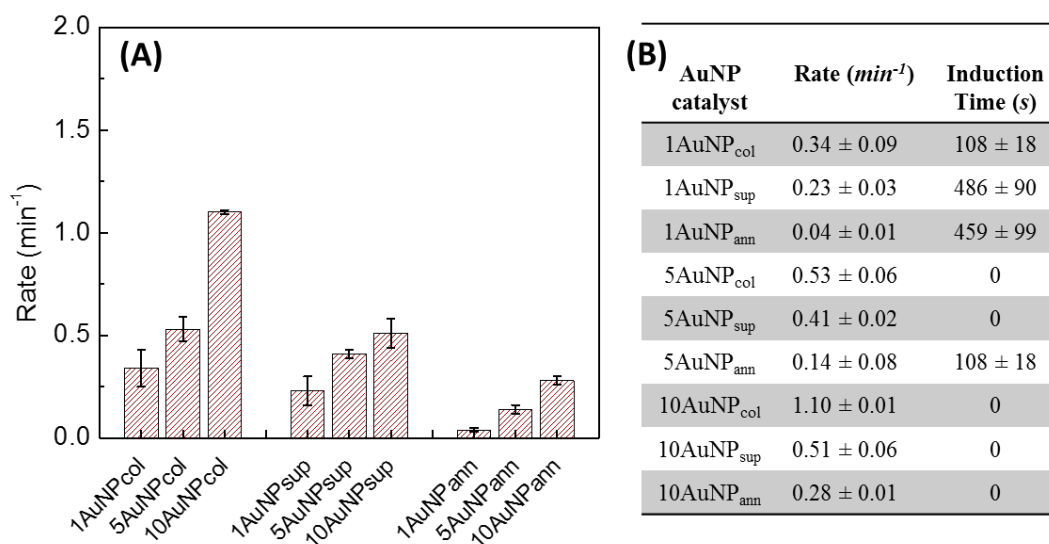 (A)
Rate (min⁻¹)
2.0
1.5
1.0
0.5
0.0
1AuNPcol
5AuNPcol
10AuNPcol
1AuNPsup
5AuNPsup
10AuNPsup
1AuNPann
5AuNPann
10AuNPann
(B)
AuNP catalyst Rate (min⁻¹) Induction Time (s)
1AuNPcol 0.34 ± 0.09 108 ± 18
1AuNPsup 0.23 ± 0.03 486 ± 90
1AuNPann 0.04 ± 0.01 459 ± 99
5AuNPcol 0.53 ± 0.06 0
5AuNPsup 0.41 ± 0.02 0
5AuNPann 0.14 ± 0.08 108 ± 18
10AuNPcol 1.10 ± 0.01 0
10AuNPsup 0.51 ± 0.06 0
10AuNPann 0.28 ± 0.01 0